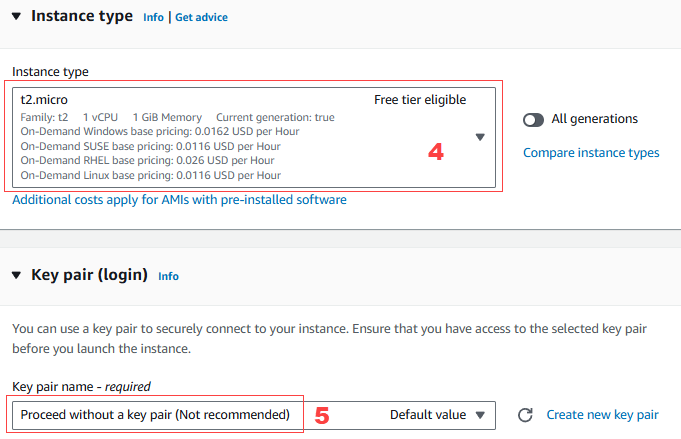 Instance type Info | Get advice
Instance type
t2.micro Free tier eligible
Family: t2 1 vCPU 1 GiB Memory Current generation: true
On-Demand Windows base pricing: 0.0162 USD per Hour
On-Demand SUSE base pricing: 0.0116 USD per Hour
On-Demand RHEL base pricing: 0.026 USD per Hour
On-Demand Linux base pricing: 0.0116 USD per Hour
4
All generations
Compare instance types
Additional costs apply for AMIs with pre-installed software
Key pair (login) Info
You can use a key pair to securely connect to your instance. Ensure that you have access to the selected key pair
before you launch the instance.
Key pair name - required
Proceed without a key pair (Not recommended) 5 Default value
Create new key pair